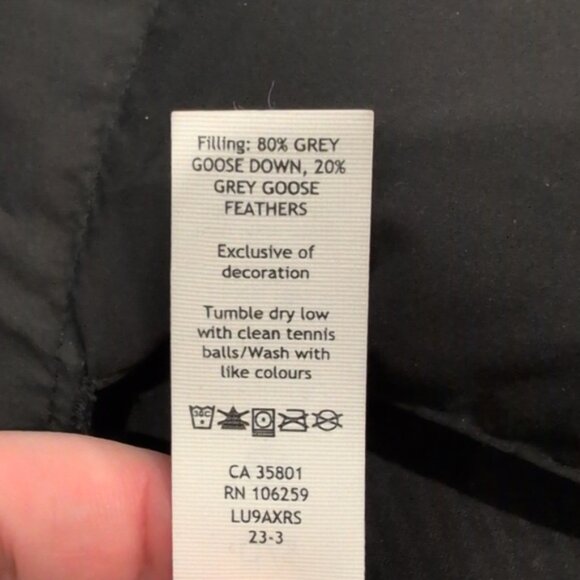 Filling: 80% GREY
GOOSE DOWN, 20%
GREY GOOSE
FEATHERS
Exclusive of
decoration
Tumble dry low
with clean tennis
balls/Wash with
like colours
30C
CA 35801
RN 106259
LU9AXRS
23-3